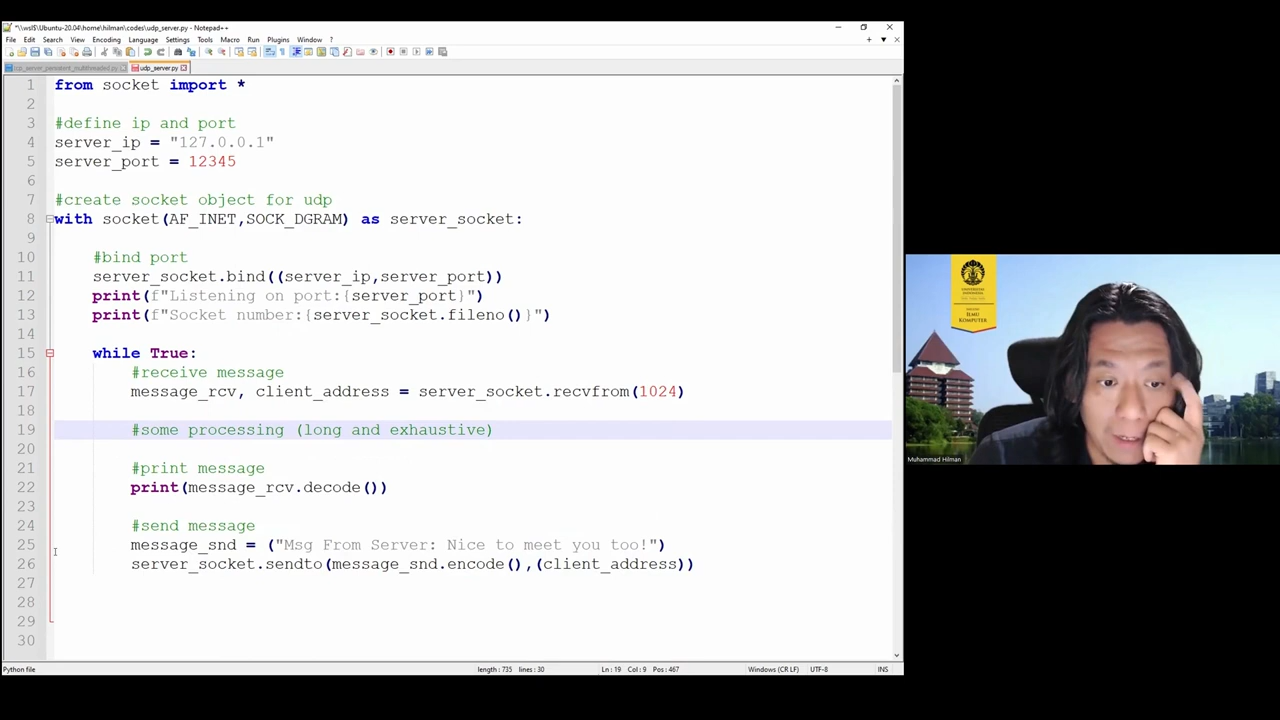 *\\wsl$\Ubuntu-20.04\home\hilman\codes\udp_server.py - Notepad++
File Edit Search View Encoding Language Settings Tools Macro Run Plugins Window ?
tcp_server_persistent_multithreaded.py udp_server.py
1 from socket import *
2
3 #define ip and port
4 server_ip = "127.0.0.1"
5 server_port = 12345
6
7 #create socket object for udp
8 with socket(AF_INET,SOCK_DGRAM) as server_socket:
9
10 #bind port
11 server_socket.bind((server_ip,server_port))
12 print(f"Listening on port:{server_port}")
13 print(f"Socket number:{server_socket.fileno()}")
14
15 while True:
16 #receive message
17 message_rcv, client_address = server_socket.recvfrom(1024)
18
19 #some processing (long and exhaustive)
20
21 #print message
22 print(message_rcv.decode())
23
24 #send message
25 message_snd = ("Msg From Server: Nice to meet you too!")
26 server_socket.sendto(message_snd.encode(),(client_address))
27
28
29
30
Python file length : 735 lines : 30 Ln : 19 Col : 9 Pos : 467 Windows (CR LF) UTF-8 INS
UNIVERSITAS INDONESIA
ILMU
KOMPUTER
Muhammad Hilman